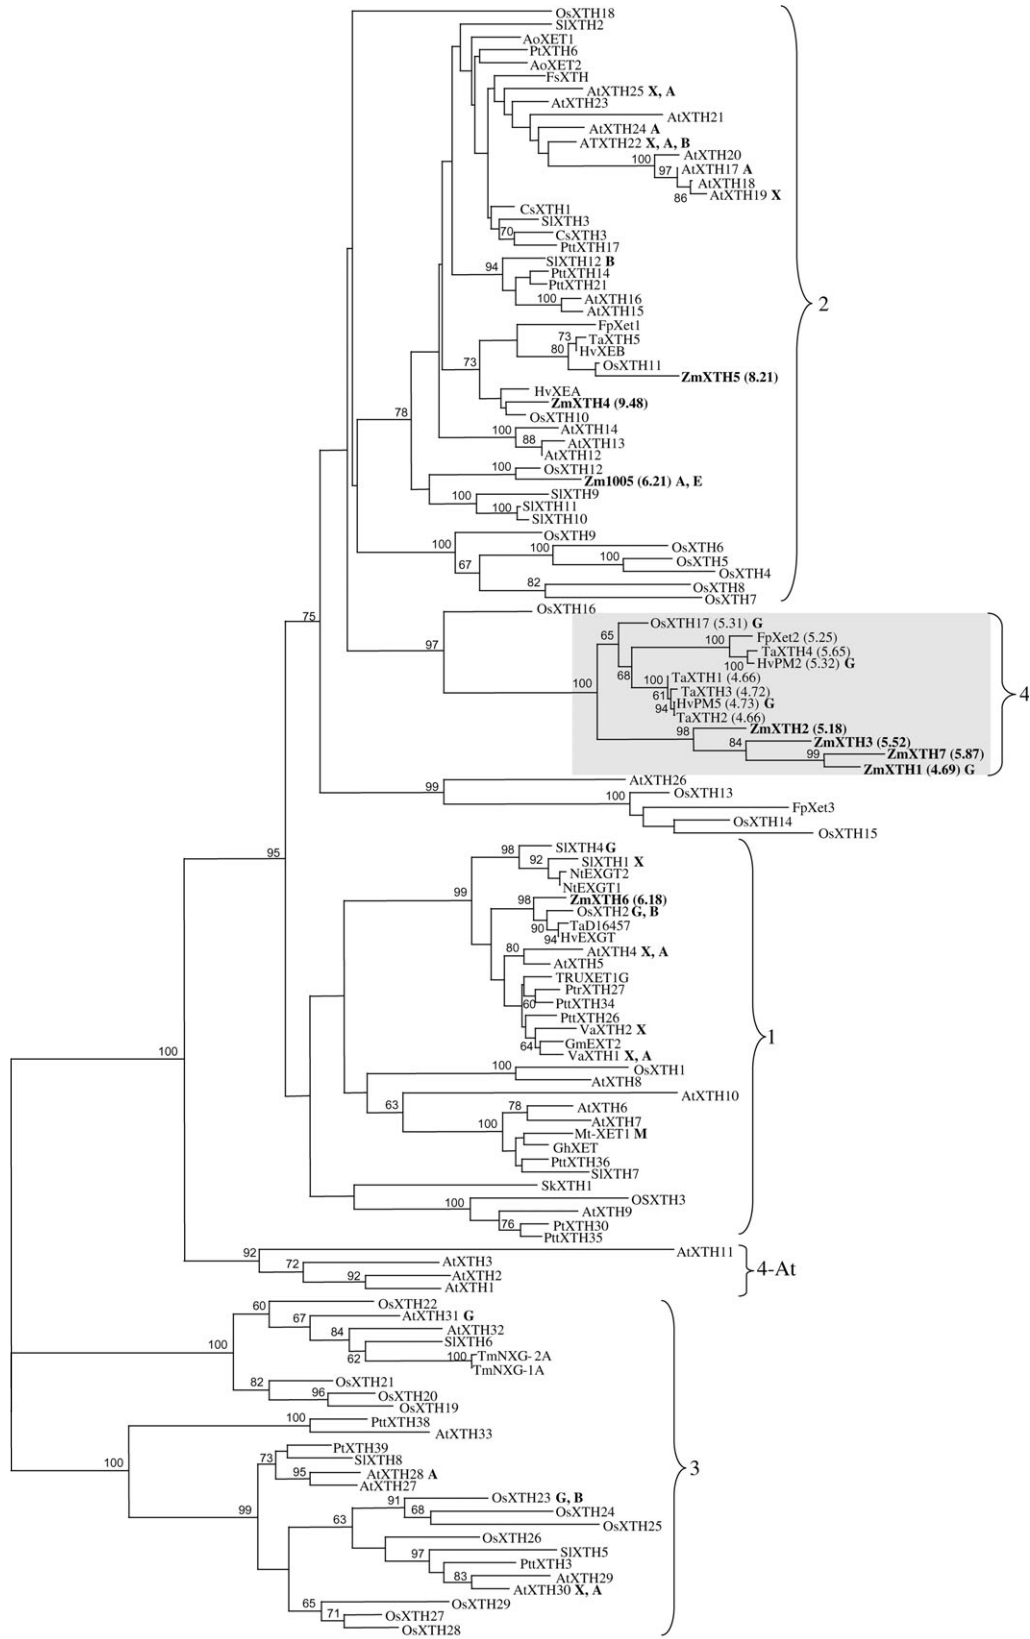 OsXTH18
SlXTH2
AoXET1
PtXTH6
AoXET2
FsXTH
AtXTH25 X, A
AtXTH23
AtXTH21
AtXTH24 A
ATXTH22 X, A, B
100 AtXTH20
97 AtXTH17 A
AtXTH18
86 AtXTH19 X
CsXTH1
SlXTH3
70 CsXTH3
PttXTH17
SlXTH12 B
94 PttXTH14
PttXTH21
100 AtXTH16
AtXTH15
2
FpXet1
73 TaXTH5
80 HvXEB
OsXTH11
73 ZmXTH5 (8.21)
HvXEA
ZmXTH4 (9.48)
78 OsXTH10
100 AtXTH14
88 AtXTH13
AtXTH12
100 OsXTH12
Zm1005 (6.21) A, E
100 SlXTH9
100 SlXTH11
SlXTH10
100 OsXTH9
100 OsXTH6
67 100 OsXTH5
OsXTH4
82 OsXTH8
OsXTH7
75 OsXTH16
65 OsXTH17 (5.31) G
97 100 FpXet2 (5.25)
TaXTH4 (5.65)
68 100 HvPM2 (5.32) G
100 100 TaXTH1 (4.66)
61 TaXTH3 (4.72)
4
94 HvPM5 (4.73) G
TaXTH2 (4.66)
98 ZmXTH2 (5.18)
84 ZmXTH3 (5.52)
99 ZmXTH7 (5.87)
ZmXTH1 (4.69) G
99 AtXTH26
100 OsXTH13
FpXet3
OsXTH14
OsXTH15
95
98 SlXTH4 G
92 SlXTH1 X
NtEXGT2
99 NtEXGT1
98 ZmXTH6 (6.18)
OsXTH2 G, B
90 TaD16457
94 HvEXGT
80 AtXTH4 X, A
AtXTH5
TRUXET1G
PtrXTH27
60 PttXTH34
PttXTH26
VaXTH2 X
1
64 GmEXT2
VaXTH1 X, A
100 100 OsXTH1
AtXTH8
63 AtXTH10
78 AtXTH6
AtXTH7
100 Mt-XET1 M
GhXET
PttXTH36
SlXTH7
SkXTH1
100 OSXTH3
AtXTH9
76 PtXTH30
PttXTH35
92 AtXTH11
72 AtXTH3
4-At
92 AtXTH2
AtXTH1
60 OsXTH22
67 AtXTH31 G
84 AtXTH32
100 SlXTH6
62 100 TmNXG-2A
TmNXG-1A
82 OsXTH21
96 OsXTH20
OsXTH19
100 PttXTH38
AtXTH33
PtXTH39
73 SlXTH8
100 95 AtXTH28 A
3
AtXTH27
91 OsXTH23 G, B
99 68 OsXTH24
63 OsXTH25
OsXTH26
97 SlXTH5
PttXTH3
83 AtXTH29
AtXTH30 X, A
65 OsXTH29
71 OsXTH27
OsXTH28